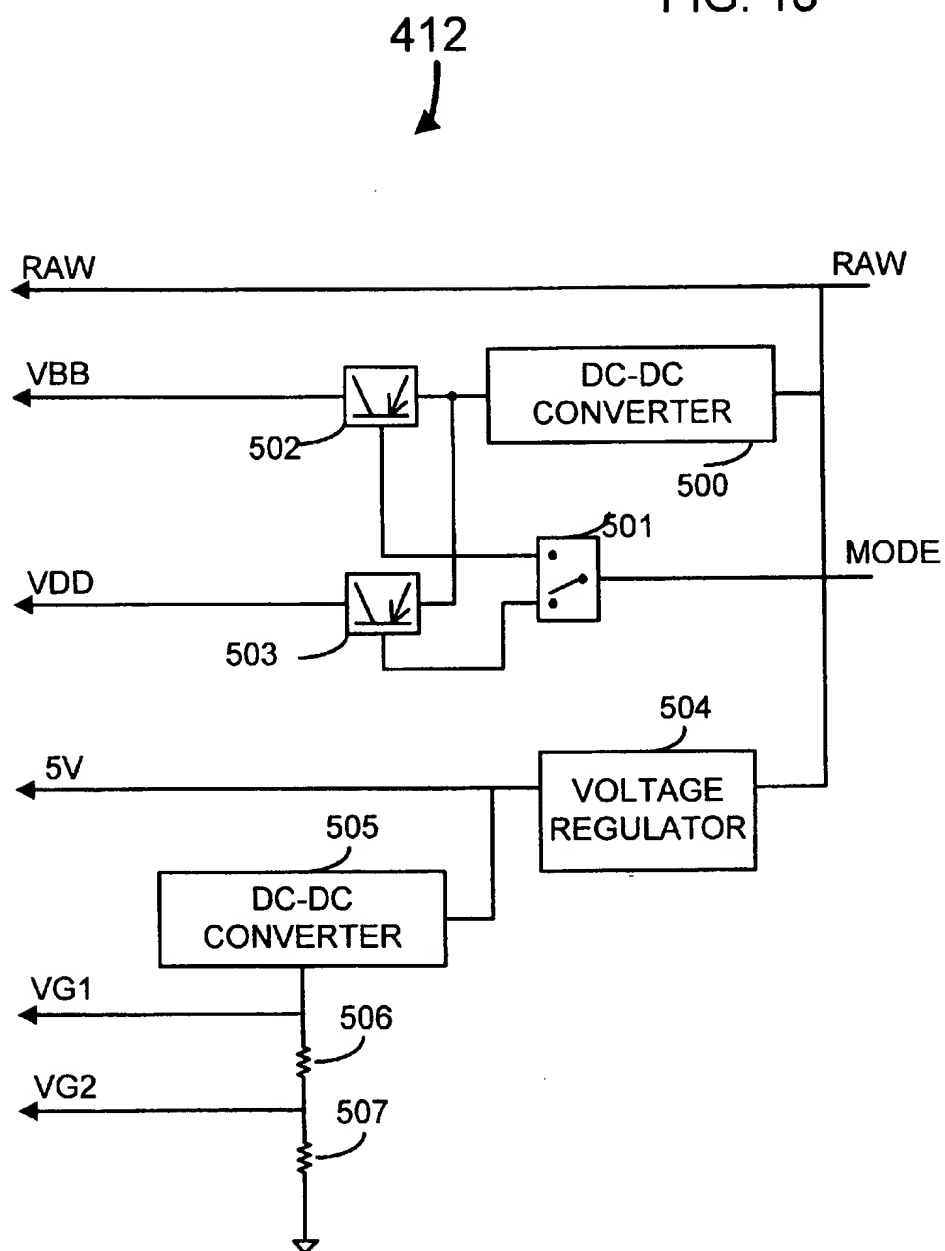 412
RAW
RAW
VBB
DC-DC
CONVERTER
502
500
501
MODE
VDD
503
504
5V
VOLTAGE
REGULATOR
505
DC-DC
CONVERTER
VG1
506
VG2
507